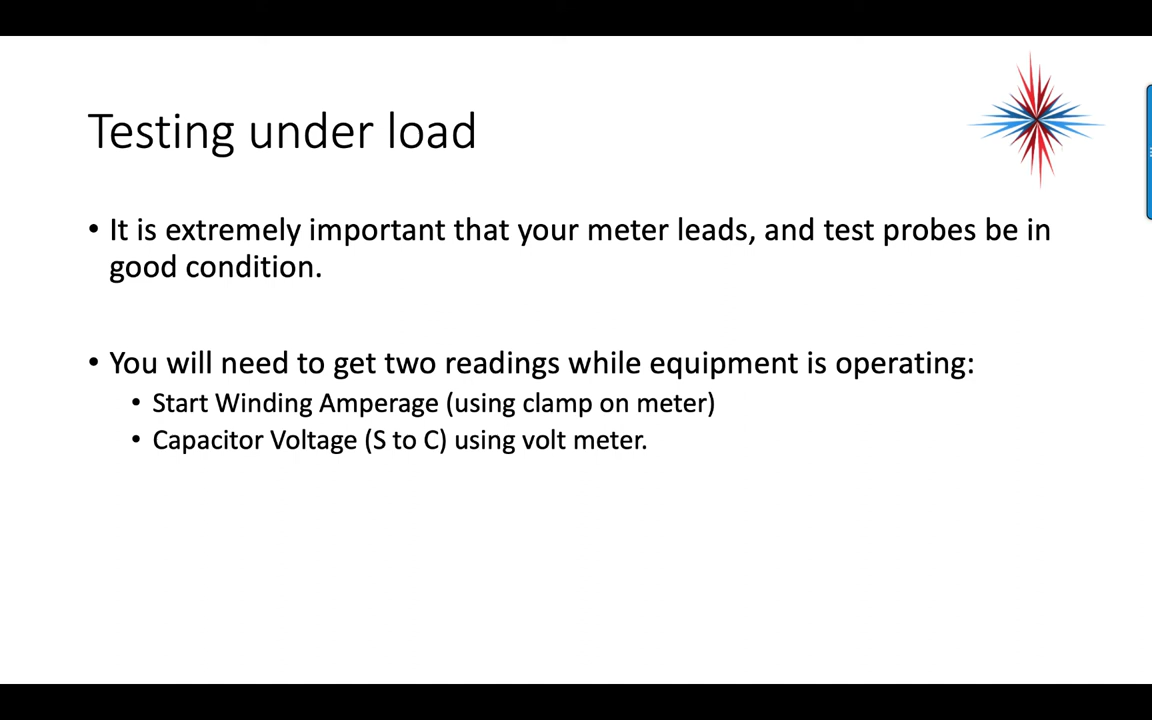 Testing under load
• It is extremely important that your meter leads, and test probes be in
good condition.
• You will need to get two readings while equipment is operating:
• Start Winding Amperage (using clamp on meter)
• Capacitor Voltage (S to C) using volt meter.